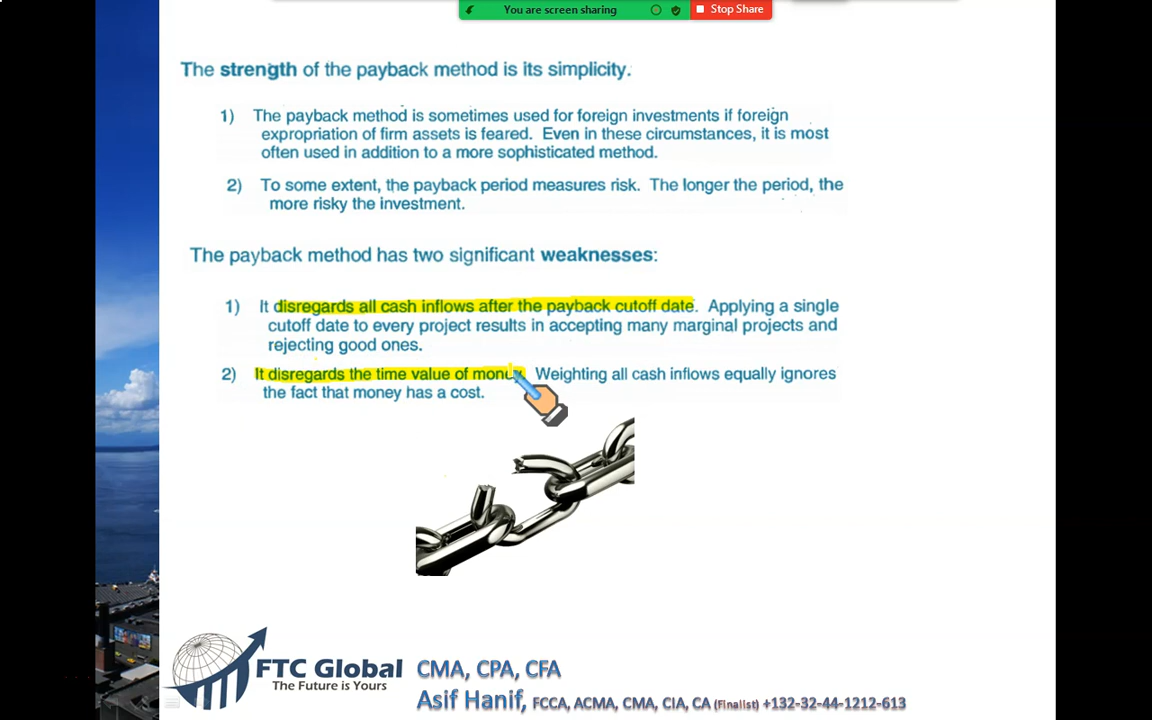 You are screen sharing
Stop Share
The strength of the payback method is its simplicity.
1) The payback method is sometimes used for foreign investments if foreign
expropriation of firm assets is feared. Even in these circumstances, it is most
often used in addition to a more sophisticated method.
2) To some extent, the payback period measures risk. The longer the period, the
more risky the investment.
The payback method has two significant weaknesses:
1) It disregards all cash inflows after the payback cutoff date. Applying a single
cutoff date to every project results in accepting many marginal projects and
rejecting good ones.
2) It disregards the time value of money. Weighting all cash inflows equally ignores
the fact that money has a cost.
FTC Global
The Future is Yours
CMA, CPA, CFA
Asif Hanif, FCCA, ACMA, CMA, CIA, CA (Finalist) +132-32-44-1212-613